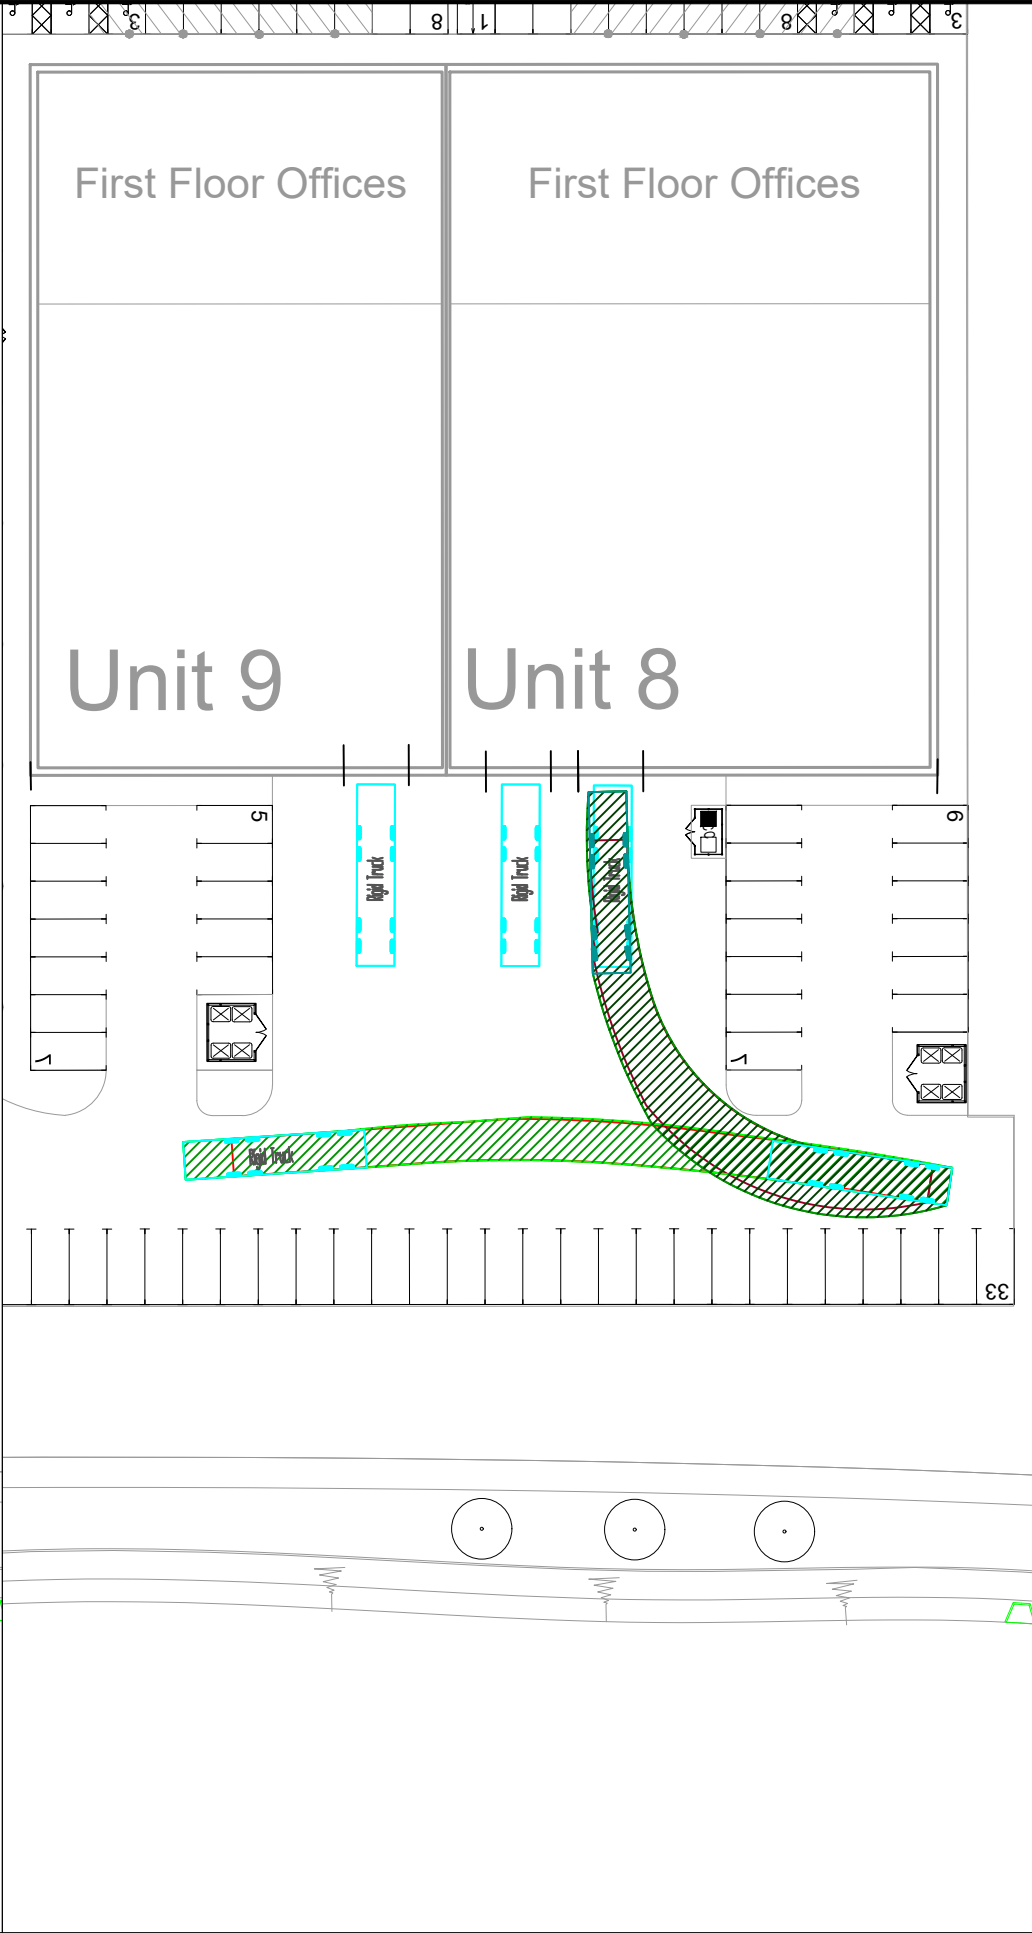 3 8 1 8 3
First Floor Offices
First Floor Offices
Unit 9
Unit 8
5
6
Rigid Truck
Rigid Truck
Rigid Truck
7
7
Rigid Truck
33